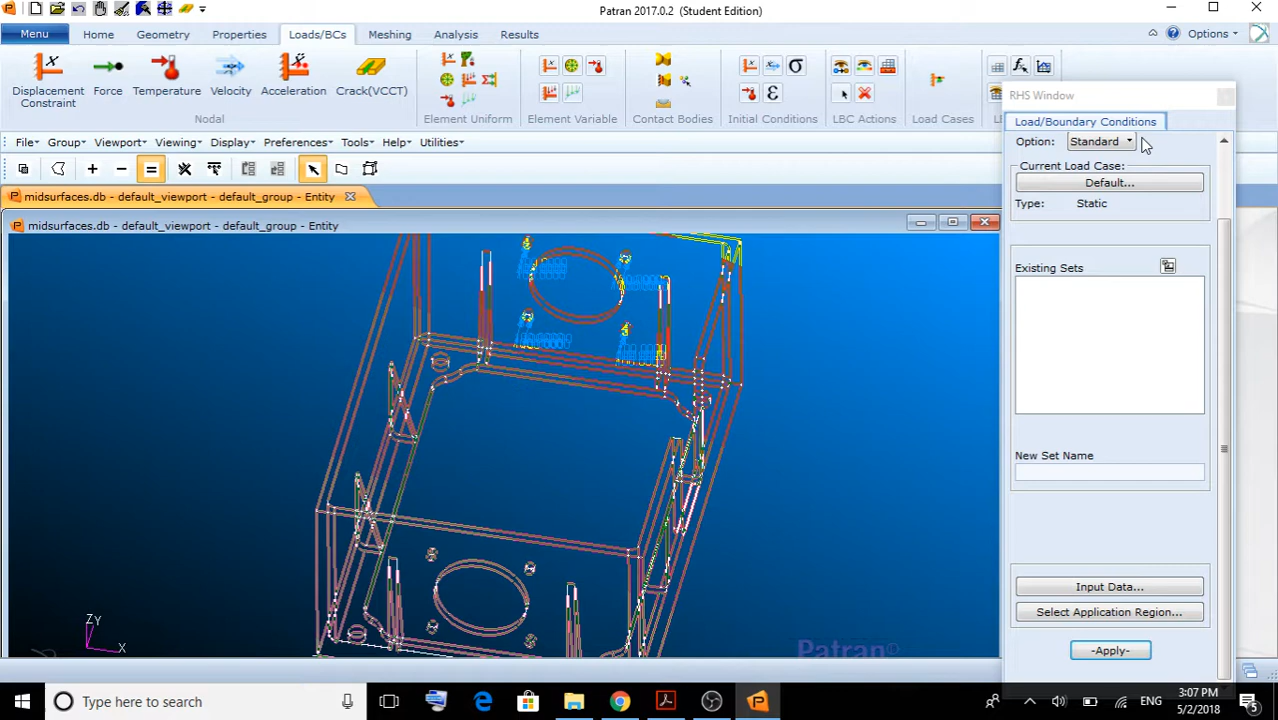 Patran 2017.0.2 (Student Edition)
Menu Home Geometry Properties Loads/BCs Meshing Analysis Results Options
Displacement Constraint Force Temperature Velocity Acceleration Crack(VCCT)
Nodal Element Uniform Element Variable Contact Bodies Initial Conditions LBC Actions Load Cases
RHS Window
Load/Boundary Conditions
File Group Viewport Viewing Display Preferences Tools Help Utilities
Option: Standard
Current Load Case:
Default...
Type: Static
midsurfaces.db - default_viewport - default_group - Entity
midsurfaces.db - default_viewport - default_group - Entity
Existing Sets
New Set Name
Input Data...
Select Application Region...
-Apply-
ZY
X
Patran©
Type here to search
ENG
3:07 PM
5/2/2018
5